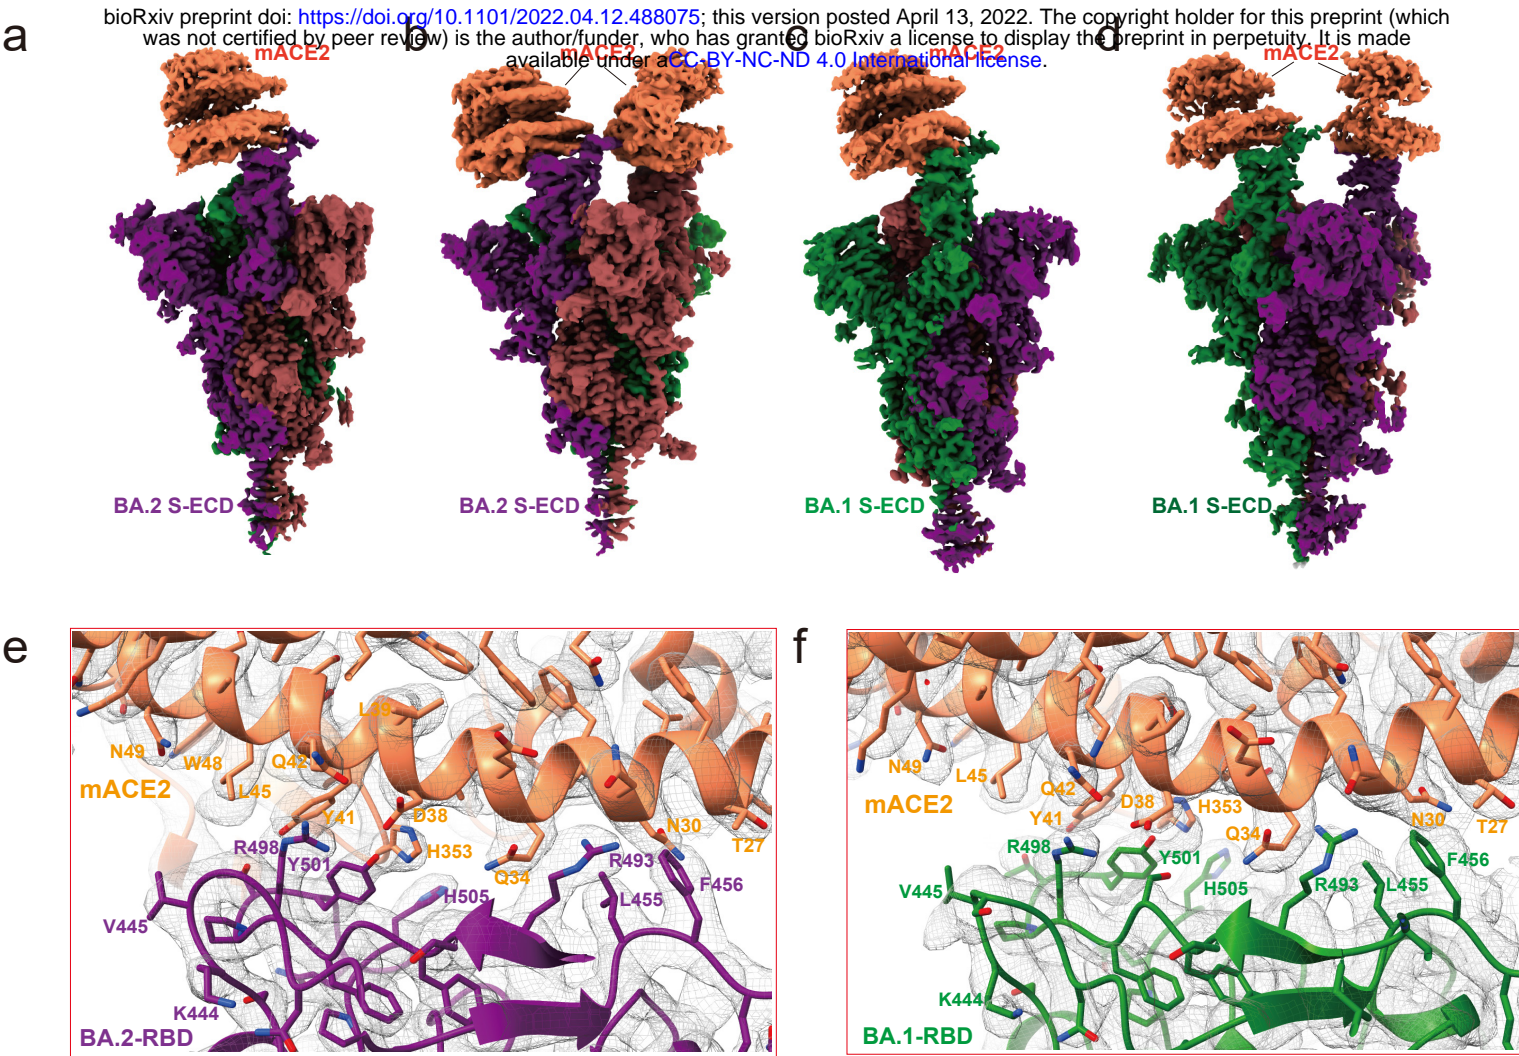 bioRxiv preprint doi: https://doi.org/10.1101/2022.04.12.488075; this version posted April 13, 2022. The copyright holder for this preprint (which
was not certified by peer review) is the author/funder, who has granted bioRxiv a license to display the preprint in perpetuity. It is made
available under aCC-BY-NC-ND 4.0 International license.
a b c d
mACE2 mACE2 mACE2 mACE2
BA.2 S-ECD BA.2 S-ECD BA.1 S-ECD BA.1 S-ECD
e
L39
N49 W48 Q42
mACE2 L45
Y41 D38
N30
T27
R498 Y501 H353
Q34 R493
H505 L455 F456
V445
K444
BA.2-RBD
f
N49 L45 Q42
mACE2 Y41 D38 H353
Q34 N30 T27
R498 Y501
F456
V445 H505 R493 L455
K444
BA.1-RBD